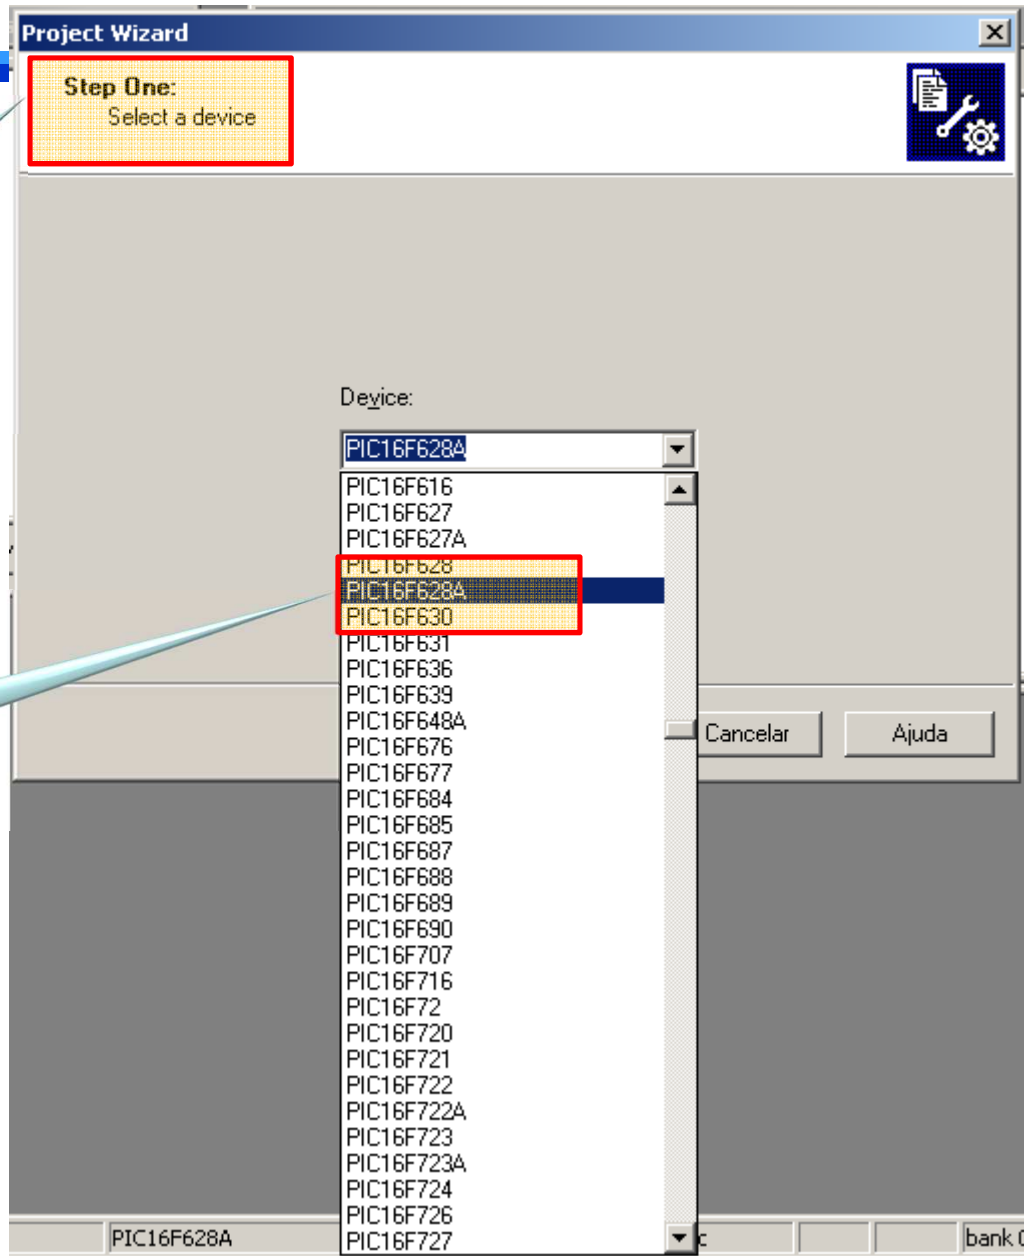 Project Wizard
Step One:
Select a device
Device:
PIC16F628A
PIC16F616
PIC16F627
PIC16F627A
PIC16F628
PIC16F628A
PIC16F630
PIC16F631
PIC16F636
PIC16F639
PIC16F648A
PIC16F676
Cancelar
Ajuda
PIC16F677
PIC16F684
PIC16F685
PIC16F687
PIC16F688
PIC16F689
PIC16F690
PIC16F707
PIC16F716
PIC16F72
PIC16F720
PIC16F721
PIC16F722
PIC16F722A
PIC16F723
PIC16F723A
PIC16F724
PIC16F726
PIC16F727
PIC16F628A
c
bank